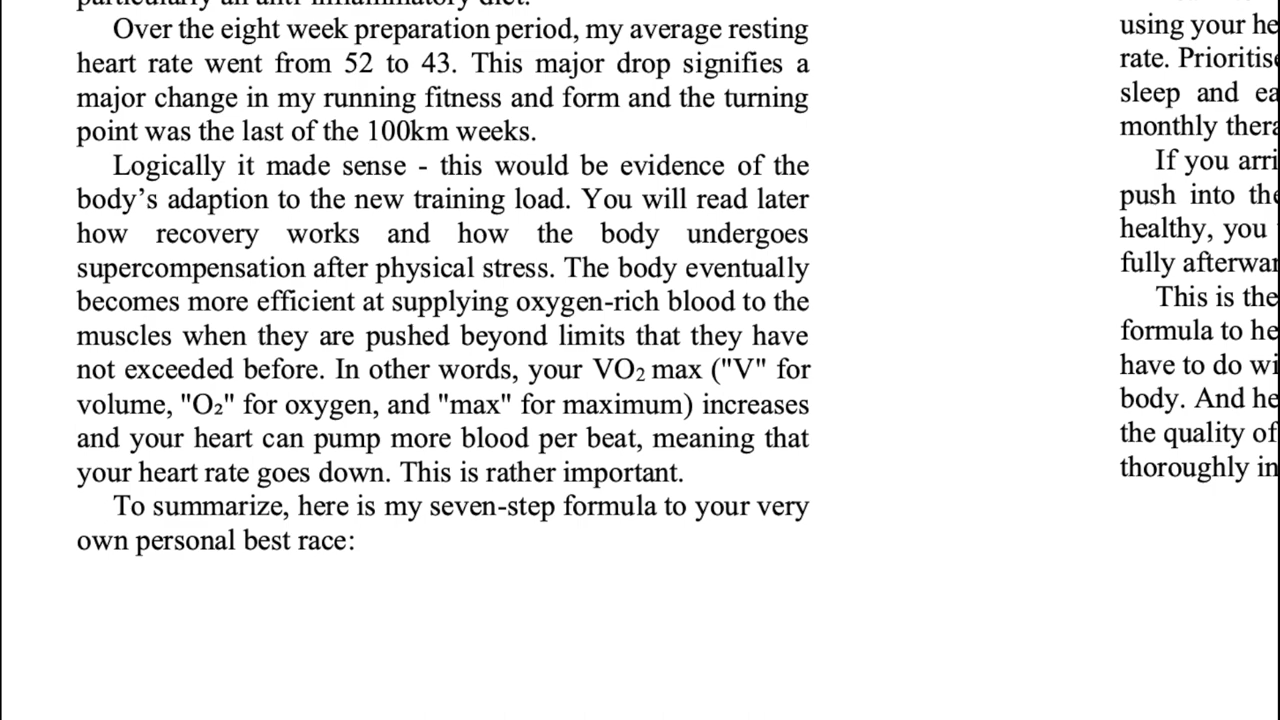 Over the eight week preparation period, my average resting
heart rate went from 52 to 43. This major drop signifies a
major change in my running fitness and form and the turning
point was the last of the 100km weeks.
Logically it made sense - this would be evidence of the
body’s adaption to the new training load. You will read later
how recovery works and how the body undergoes
supercompensation after physical stress. The body eventually
becomes more efficient at supplying oxygen-rich blood to the
muscles when they are pushed beyond limits that they have
not exceeded before. In other words, your VO₂ max ("V" for
volume, "O₂" for oxygen, and "max" for maximum) increases
and your heart can pump more blood per beat, meaning that
your heart rate goes down. This is rather important.
To summarize, here is my seven-step formula to your very
own personal best race:
using your
rate.
sleep and
monthly
If you
push into
healthy, you
fully
This is the
formula to
have to do
body. And
the quality of
thoroughly